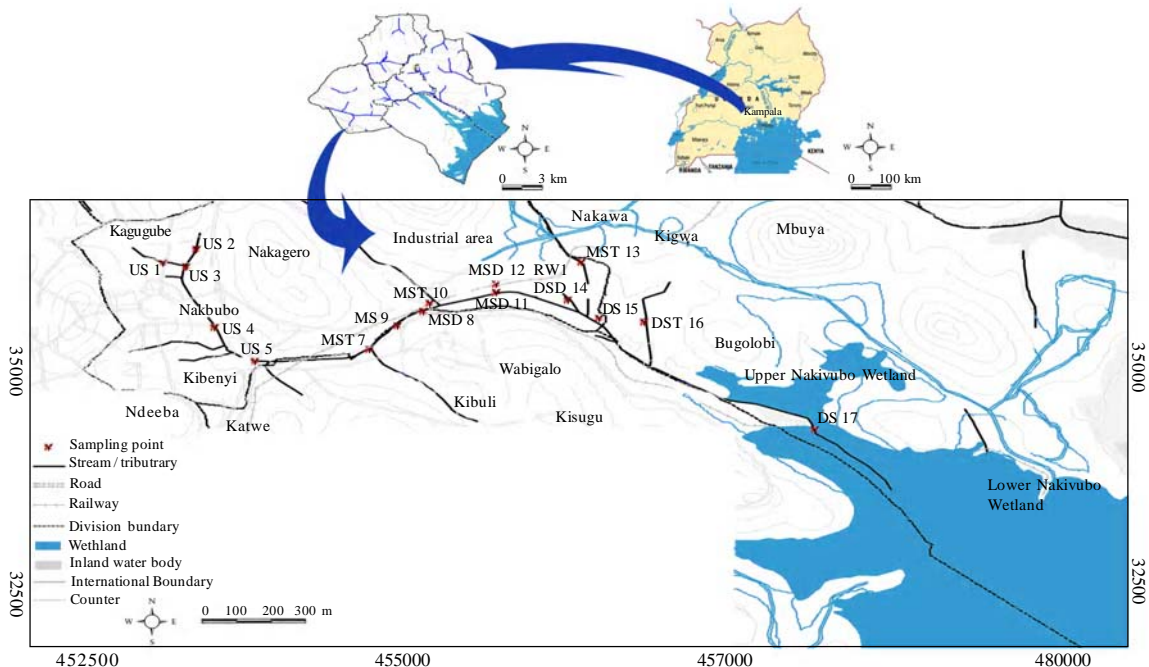 Kampala
KENYA
RWANDA
TANZANIA
N
W E
S
0 3 km
N
W E
S
0 100 km
Kagugube
US 2
US 1
US 3
Nakagero
Industrial area
Nakawa
Kigwa
Mbuya
MST 13
MSD 12
RW1
MST 10
DSD 14
MSD 11
Nakbubo
MS 9
MSD 8
DS 15
DST 16
US 4
MST 7
US 5
Bugolobi
Kibenyi
Wabigalo
Upper Nakivubo Wetland
Ndeeba
Kibuli
Kisugu
DS 17
Katwe
Lower Nakivubo
Wetland
Sampling point
Stream / tributrary
Road
Railway
Division bundary
Wethland
Inland water body
International Boundary
Counter
N
W E
S
0 100 200 300 m
35000
32500
35000
32500
452500
455000
457000
480000